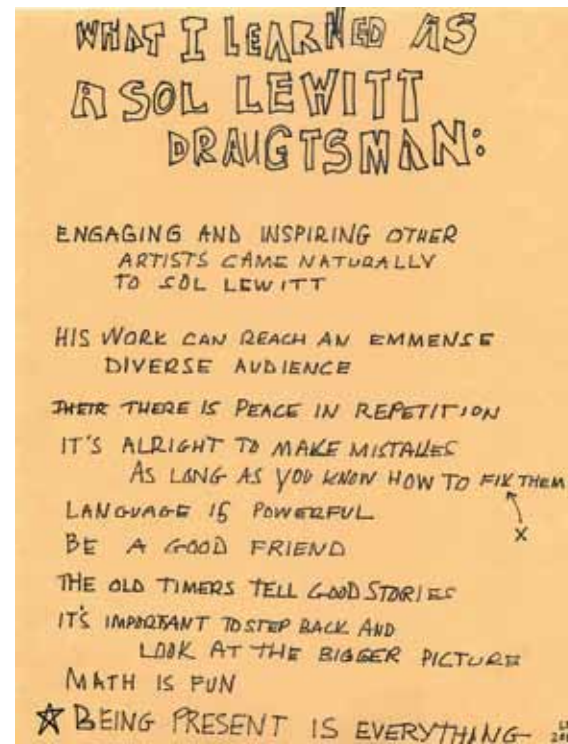 WHAT I LEARNED AS
A SOL LEWITT
DRAUGTSMAN:
ENGAGING AND INSPIRING OTHER
ARTISTS CAME NATURALLY
TO SOL LEWITT
HIS WORK CAN REACH AN EMMENSE
DIVERSE AUDIENCE
THEIR THERE IS PEACE IN REPETITION
IT'S ALRIGHT TO MAKE MISTAKES
AS LONG AS YOU KNOW HOW TO FIX THEM
X
LANGUAGE IS POWERFUL
BE A GOOD FRIEND
THE OLD TIMERS TELL GOOD STORIES
IT'S IMPORTANT TO STEP BACK AND
LOOK AT THE BIGGER PICTURE
MATH IS FUN
☆ BEING PRESENT IS EVERYTHING